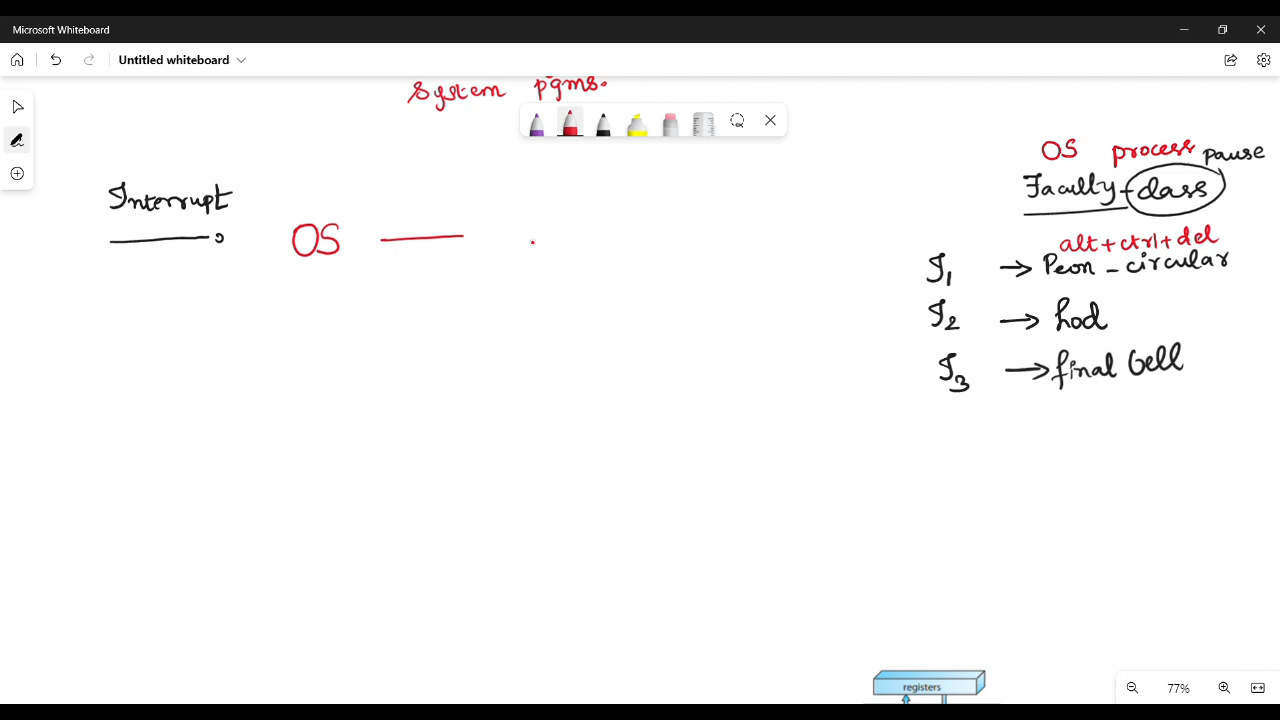 Microsoft Whiteboard
Untitled whiteboard
System pgms.
OS process pause
Faculty - class
Interrupt
OS
alt + ctrl + del
I1 → Peon - circular
I2 → hod
I3 → final bell
registers
77%